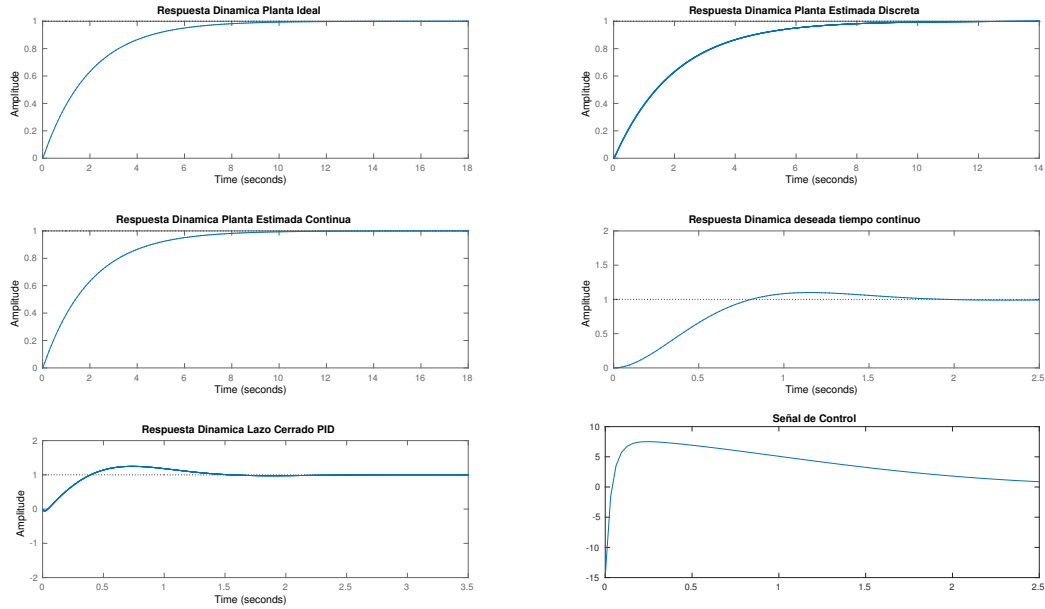 Respuesta Dinamica Planta Ideal
1
0.8
0.6
0.4
0.2
0
Amplitude
0 2 4 6 8 10 12 14 16 18
Time (seconds)
Respuesta Dinamica Planta Estimada Discreta
1
0.8
0.6
0.4
0.2
0
Amplitude
0 2 4 6 8 10 12 14
Time (seconds)
Respuesta Dinamica Planta Estimada Continua
1
0.8
0.6
0.4
0.2
0
Amplitude
0 2 4 6 8 10 12 14 16 18
Time (seconds)
Respuesta Dinamica deseada tiempo continuo
2
1.5
1
0.5
0
Amplitude
0 0.5 1 1.5 2 2.5
Time (seconds)
Respuesta Dinamica Lazo Cerrado PID
2
1
0
-1
-2
Amplitude
0 0.5 1 1.5 2 2.5 3 3.5
Time (seconds)
Señal de Control
10
5
0
-5
-10
-15
0 0.5 1 1.5 2 2.5